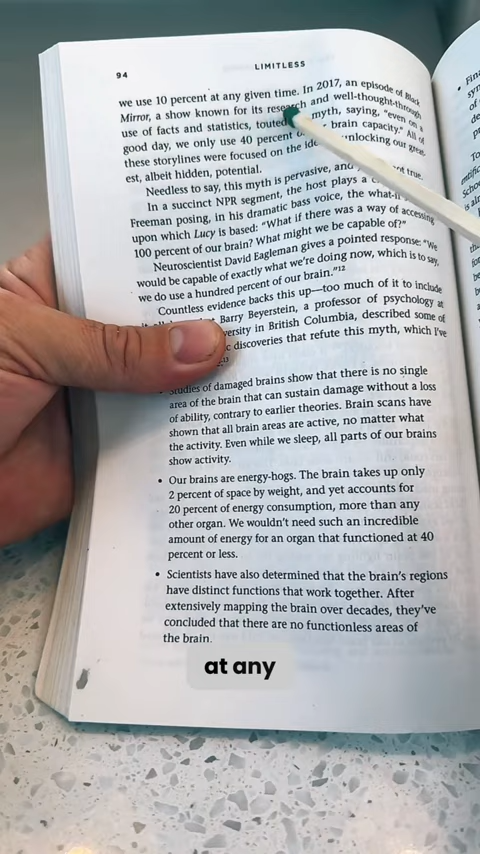 94
LIMITLESS
we use 10 percent at any given time. In 2017, an episode of Black
Mirror, a show known for its research and well-thought-through
use of facts and statistics, touted myth, saying, "even on a
good day, we only use 40 percent o brain capacity." All of
these storylines were focused on the ide unlocking our great-
est, albeit hidden, potential.
Needless to say, this myth is pervasive, and not true.
In a succinct NPR segment, the host plays a c
Freeman posing, in his dramatic bass voice, the what-if
upon which Lucy is based: "What if there was a way of accessing
100 percent of our brain? What might we be capable of?"
Neuroscientist David Eagleman gives a pointed response: "We
would be capable of exactly what we're doing now, which is to say,
we do use a hundred percent of our brain."12
Countless evidence backs this up—too much of it to include
Barry Beyerstein, a professor of psychology at
versity in British Columbia, described some of
c discoveries that refute this myth, which I've
13
• Studies of damaged brains show that there is no single
area of the brain that can sustain damage without a loss
of ability, contrary to earlier theories. Brain scans have
shown that all brain areas are active, no matter what
the activity. Even while we sleep, all parts of our brains
show activity.
• Our brains are energy-hogs. The brain takes up only
2 percent of space by weight, and yet accounts for
20 percent of energy consumption, more than any
other organ. We wouldn't need such an incredible
amount of energy for an organ that functioned at 40
percent or less.
• Scientists have also determined that the brain's regions
have distinct functions that work together. After
extensively mapping the brain over decades, they've
concluded that there are no functionless areas of
the brain.
at any